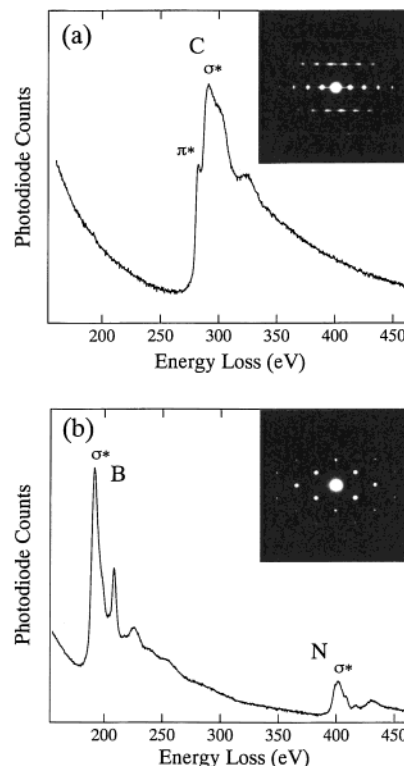 (a)
C
σ*
π*
Photodiode Counts
200 250 300 350 400 450
Energy Loss (eV)
(b)
σ*
B
N
σ*
Photodiode Counts
200 250 300 350 400 450
Energy Loss (eV)